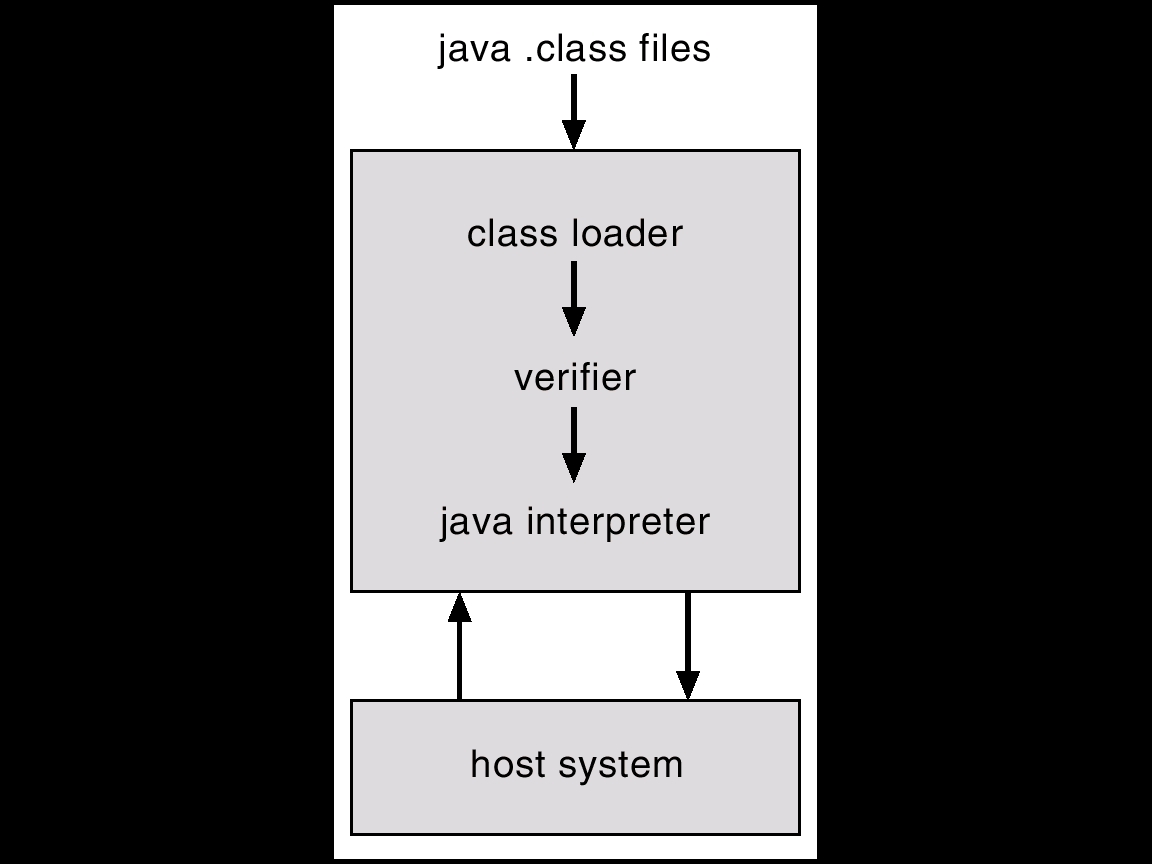 java .class files
class loader
verifier
java interpreter
host system